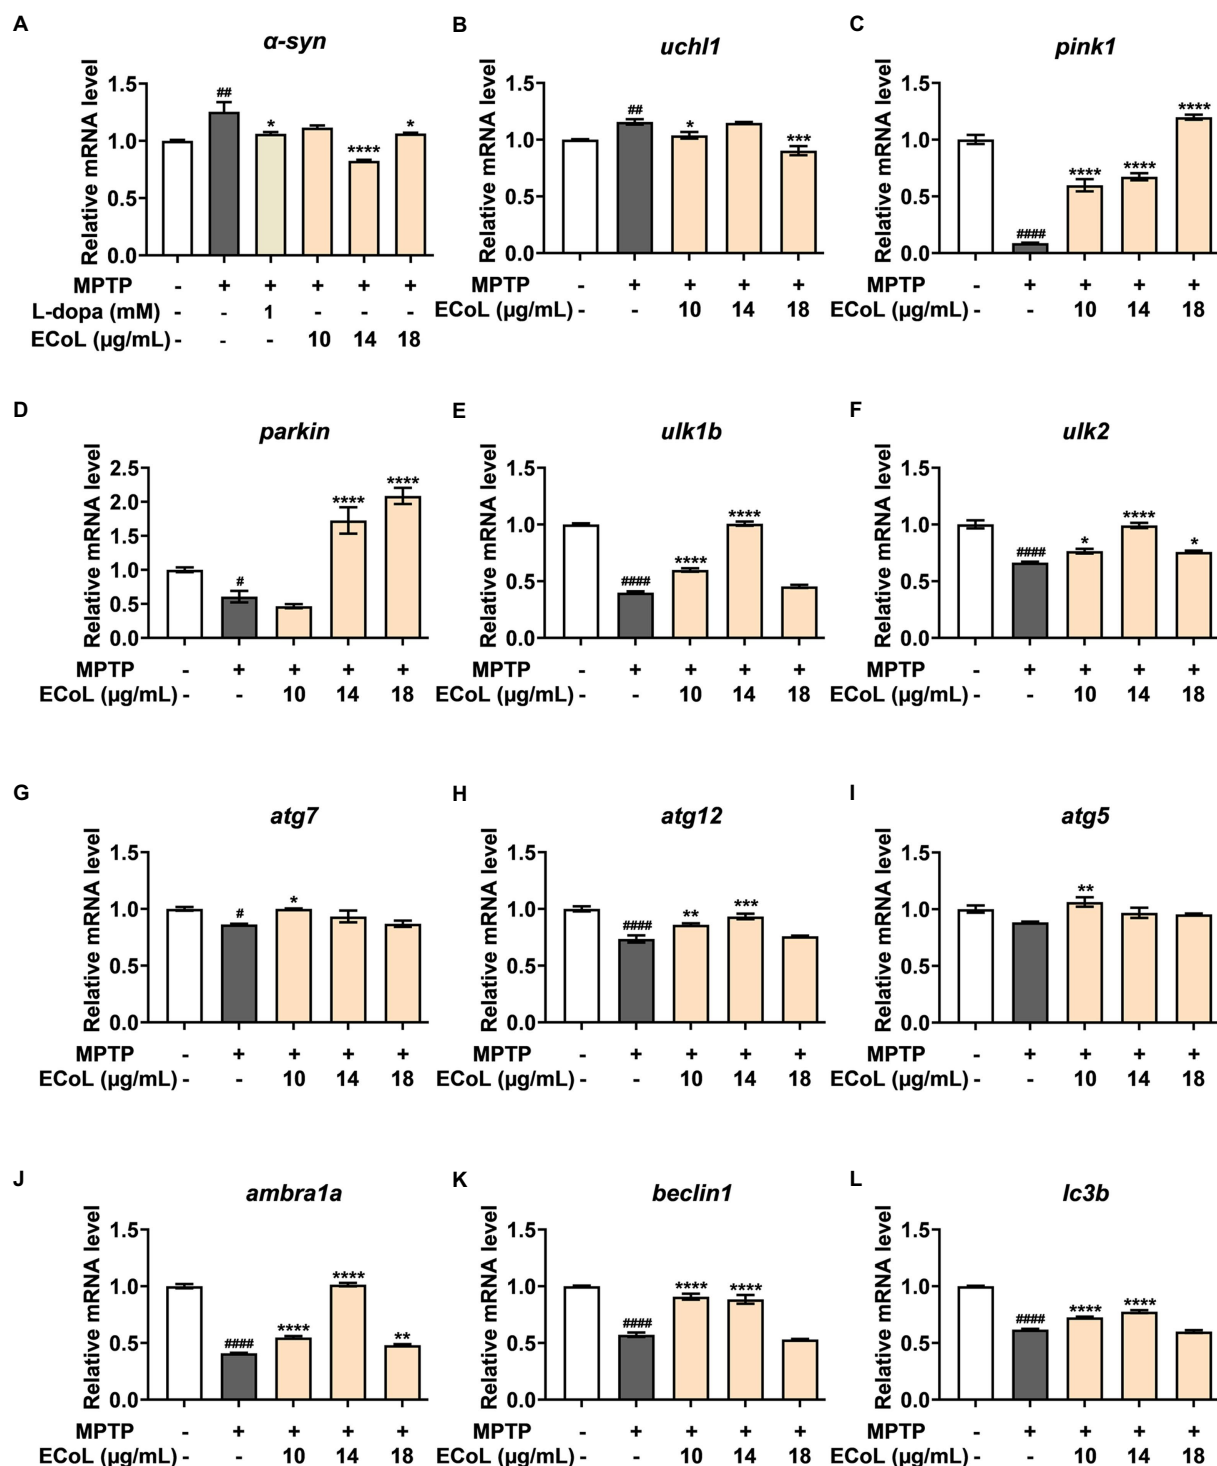 A
α-syn
Relative mRNA level
1.5
1.0
0.5
0.0
##
*
****
*
MPTP - + + + + +
L-dopa (mM) - - 1 - - -
ECoL (µg/mL) - - - 10 14 18
B
uchl1
Relative mRNA level
1.5
1.0
0.5
0.0
##
*
***
MPTP - + + + +
ECoL (µg/mL) - - 10 14 18
C
pink1
Relative mRNA level
1.5
1.0
0.5
0.0
####
****
****
****
MPTP - + + + +
ECoL (µg/mL) - - 10 14 18
D
parkin
Relative mRNA level
2.5
2.0
1.5
1.0
0.5
0.0
#
****
****
MPTP - + + + +
ECoL (µg/mL) - - 10 14 18
E
ulk1b
Relative mRNA level
1.5
1.0
0.5
0.0
####
****
****
MPTP - + + + +
ECoL (µg/mL) - - 10 14 18
F
ulk2
Relative mRNA level
1.5
1.0
0.5
0.0
####
*
****
*
MPTP - + + + +
ECoL (µg/mL) - - 10 14 18
G
atg7
Relative mRNA level
1.5
1.0
0.5
0.0
#
*
MPTP - + + + +
ECoL (µg/mL) - - 10 14 18
H
atg12
Relative mRNA level
1.5
1.0
0.5
0.0
####
**
***
MPTP - + + + +
ECoL (µg/mL) - - 10 14 18
I
atg5
Relative mRNA level
1.5
1.0
0.5
0.0
**
MPTP - + + + +
ECoL (µg/mL) - - 10 14 18
J
ambra1a
Relative mRNA level
1.5
1.0
0.5
0.0
####
****
****
**
MPTP - + + + +
ECoL (µg/mL) - - 10 14 18
K
beclin1
Relative mRNA level
1.5
1.0
0.5
0.0
####
****
****
MPTP - + + + +
ECoL (µg/mL) - - 10 14 18
L
lc3b
Relative mRNA level
1.5
1.0
0.5
0.0
####
****
****
MPTP - + + + +
ECoL (µg/mL) - - 10 14 18